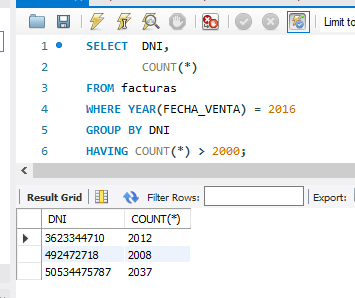 Limit to
1 SELECT DNI,
2 COUNT(*)
3 FROM facturas
4 WHERE YEAR(FECHA_VENTA) = 2016
5 GROUP BY DNI
6 HAVING COUNT(*) > 2000;
Result Grid Filter Rows: Export:
DNI COUNT(*)
3623344710 2012
492472718 2008
50534475787 2037